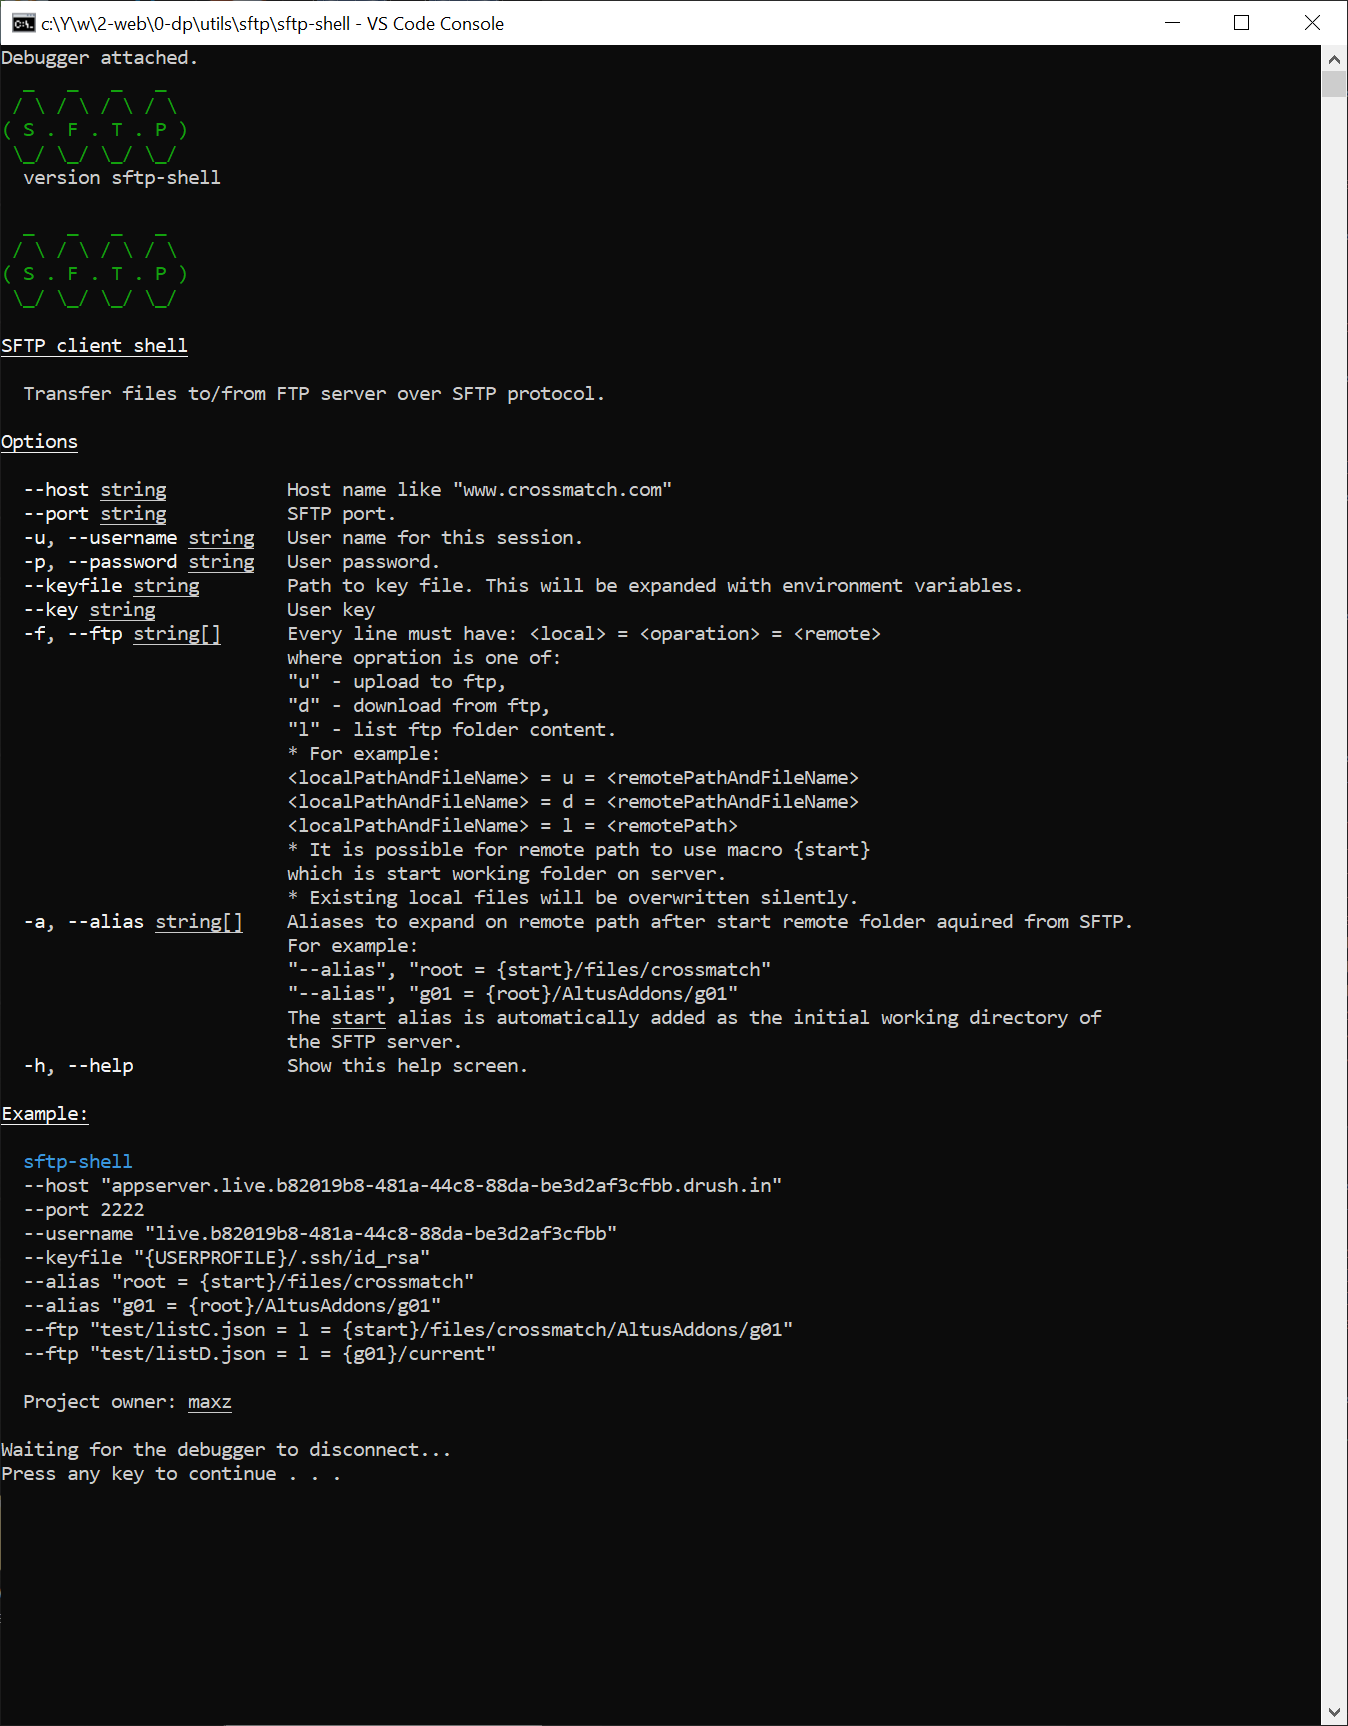 c:\Y\w\2-web\0-dp\utils\sftp\sftp-shell - VS Code Console
Debugger attached.
  _   _   _   _
 / \ / \ / \ / \
( S . F . T . P )
 \_/ \_/ \_/ \_/
  version sftp-shell
  _   _   _   _
 / \ / \ / \ / \
( S . F . T . P )
 \_/ \_/ \_/ \_/
SFTP client shell
  Transfer files to/from FTP server over SFTP protocol.
Options
  --host string           Host name like "www.crossmatch.com"
  --port string           SFTP port.
  -u, --username string   User name for this session.
  -p, --password string   User password.
  --keyfile string        Path to key file. This will be expanded with environment variables.
  --key string            User key
  -f, --ftp string[]      Every line must have: <local> = <oparation> = <remote>
                          where opration is one of:
                          "u" - upload to ftp,
                          "d" - download from ftp,
                          "l" - list ftp folder content.
                          * For example:
                          <localPathAndFileName> = u = <remotePathAndFileName>
                          <localPathAndFileName> = d = <remotePathAndFileName>
                          <localPathAndFileName> = l = <remotePath>
                          * It is possible for remote path to use macro {start}
                          which is start working folder on server.
                          * Existing local files will be overwritten silently.
  -a, --alias string[]    Aliases to expand on remote path after start remote folder aquired from SFTP.
                          For example:
                          "--alias", "root = {start}/files/crossmatch"
                          "--alias", "g01 = {root}/AltusAddons/g01"
                          The start alias is automatically added as the initial working directory of
                          the SFTP server.
  -h, --help              Show this help screen.
Example:
  sftp-shell
  --host "appserver.live.b82019b8-481a-44c8-88da-be3d2af3cfbb.drush.in"
  --port 2222
  --username "live.b82019b8-481a-44c8-88da-be3d2af3cfbb"
  --keyfile "{USERPROFILE}/.ssh/id_rsa"
  --alias "root = {start}/files/crossmatch"
  --alias "g01 = {root}/AltusAddons/g01"
  --ftp "test/listC.json = l = {start}/files/crossmatch/AltusAddons/g01"
  --ftp "test/listD.json = l = {g01}/current"
  Project owner: maxz
Waiting for the debugger to disconnect...
Press any key to continue . . .